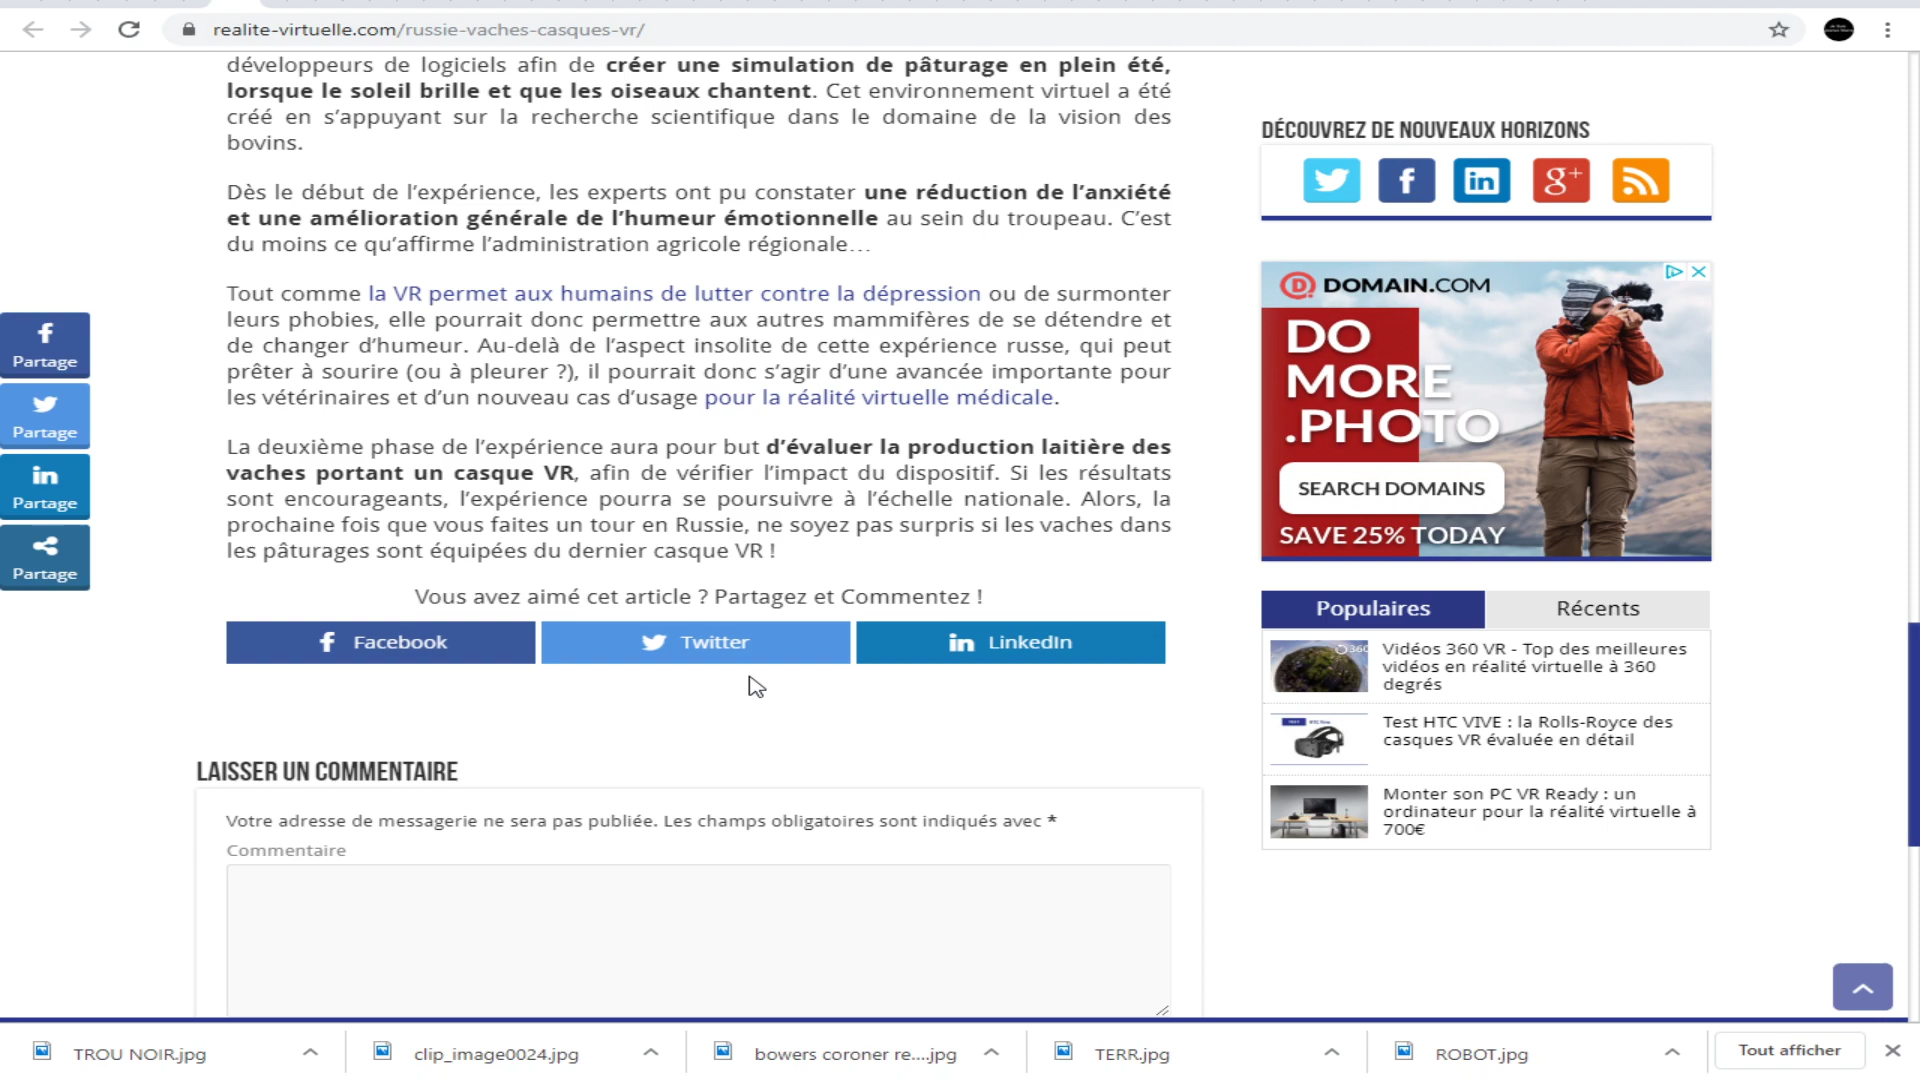 realite-virtuelle.com/russie-vaches-casques-vr/
développeurs de logiciels afin de créer une simulation de pâturage en plein été,
lorsque le soleil brille et que les oiseaux chantent. Cet environnement virtuel a été
créé en s’appuyant sur la recherche scientifique dans le domaine de la vision des
bovins.
Dès le début de l’expérience, les experts ont pu constater une réduction de l’anxiété
et une amélioration générale de l’humeur émotionnelle au sein du troupeau. C’est
du moins ce qu’affirme l’administration agricole régionale…
Tout comme la VR permet aux humains de lutter contre la dépression ou de surmonter
leurs phobies, elle pourrait donc permettre aux autres mammifères de se détendre et
de changer d’humeur. Au-delà de l’aspect insolite de cette expérience russe, qui peut
prêter à sourire (ou à pleurer ?), il pourrait donc s’agir d’une avancée importante pour
les vétérinaires et d’un nouveau cas d’usage pour la réalité virtuelle médicale.
La deuxième phase de l’expérience aura pour but d’évaluer la production laitière des
vaches portant un casque VR, afin de vérifier l’impact du dispositif. Si les résultats
sont encourageants, l’expérience pourra se poursuivre à l’échelle nationale. Alors, la
prochaine fois que vous faites un tour en Russie, ne soyez pas surpris si les vaches dans
les pâturages sont équipées du dernier casque VR !
Vous avez aimé cet article ? Partagez et Commentez !
Facebook
Twitter
LinkedIn
Partage
Partage
Partage
Partage
LAISSER UN COMMENTAIRE
Votre adresse de messagerie ne sera pas publiée. Les champs obligatoires sont indiqués avec *
Commentaire
DÉCOUVREZ DE NOUVEAUX HORIZONS
DOMAIN.COM
DO
MORE
.PHOTO
SEARCH DOMAINS
SAVE 25% TODAY
Populaires
Récents
Vidéos 360 VR - Top des meilleures
vidéos en réalité virtuelle à 360
degrés
Test HTC VIVE : la Rolls-Royce des
casques VR évaluée en détail
Monter son PC VR Ready : un
ordinateur pour la réalité virtuelle à
700€
TROU NOIR.jpg
clip_image0024.jpg
bowers coroner re....jpg
TERR.jpg
ROBOT.jpg
Tout afficher